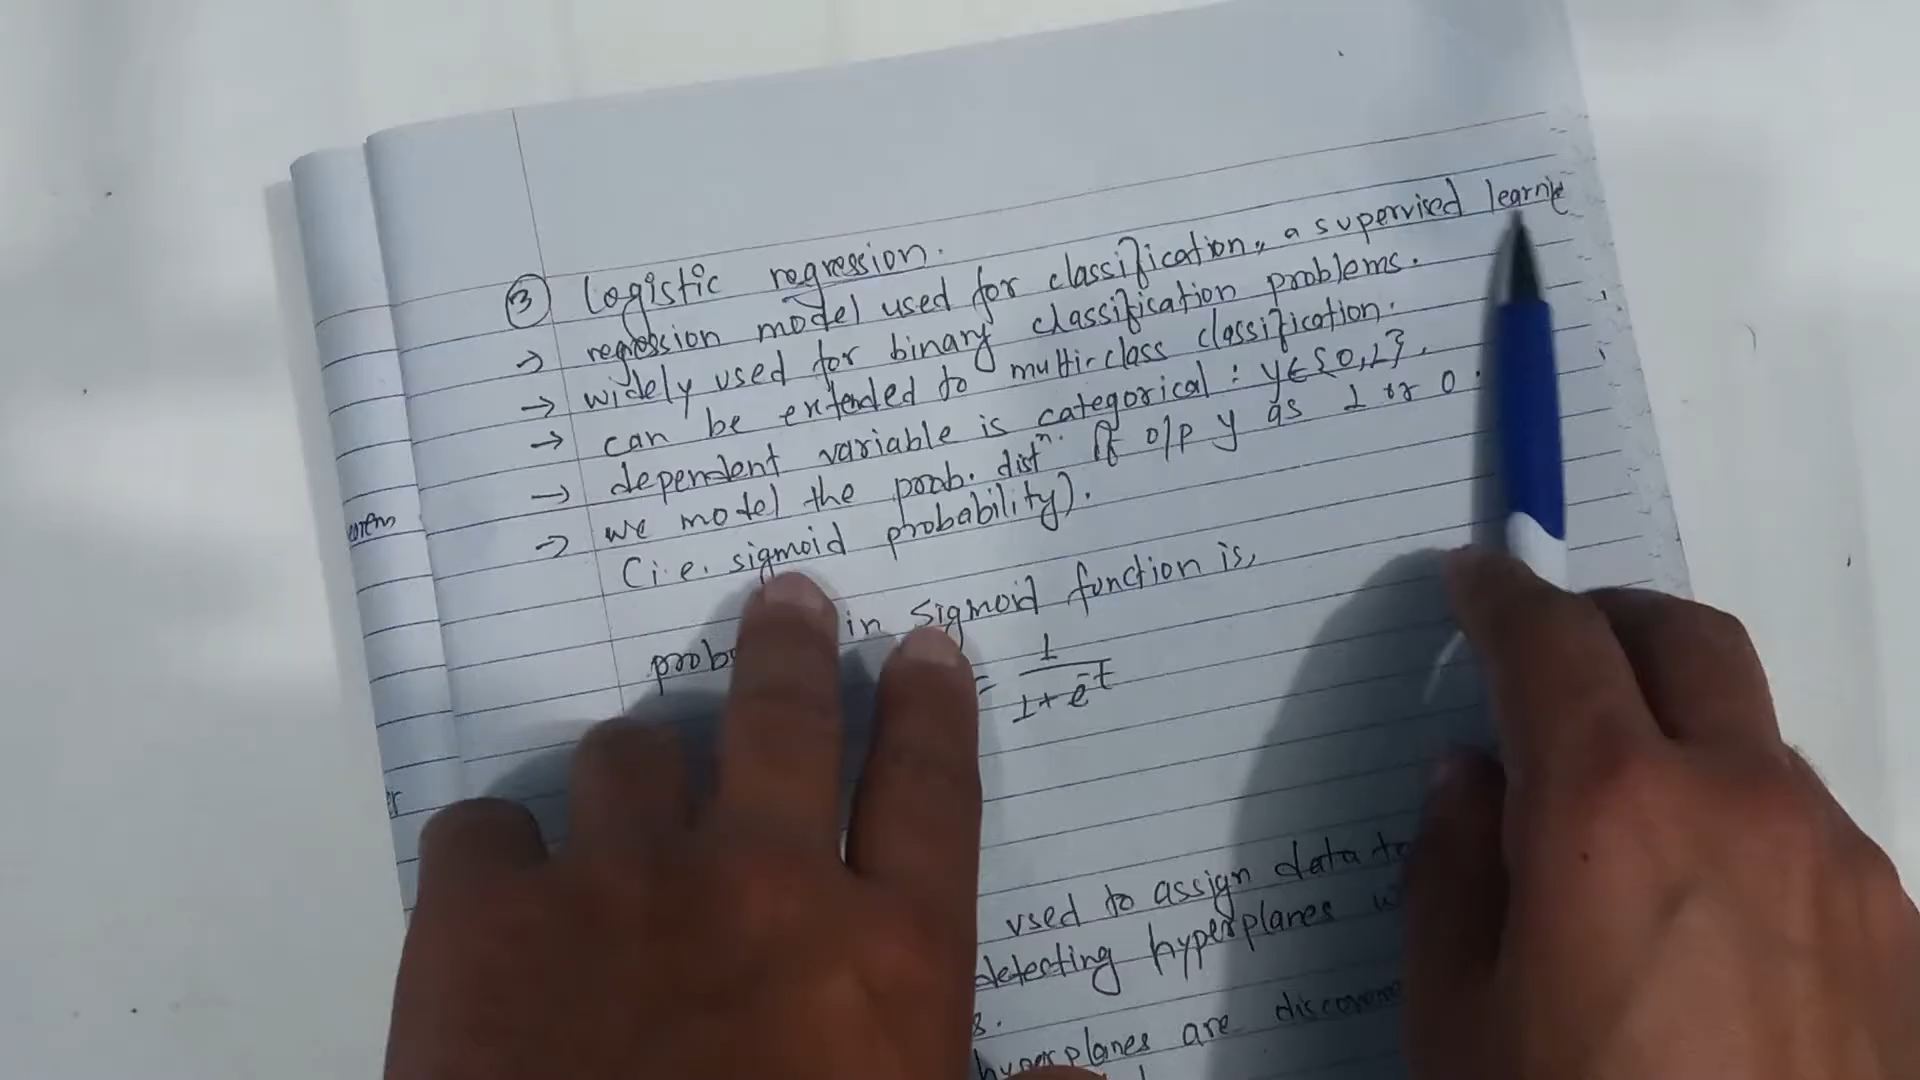 ③ Logistic regression.
→ regression model used for classification, a supervised learnig
→ widely used for binary classification problems.
→ can be extended to multi-class classification.
→ dependent variable is categorical : y∈{0,1}.
→ we model the prob. distⁿ. of o/p y as 1 or 0.
(i.e. sigmoid probability).
in sigmoid function is,
= 1
1+e^-t
used to assign data to
detecting hyperplanes
hyperplanes are